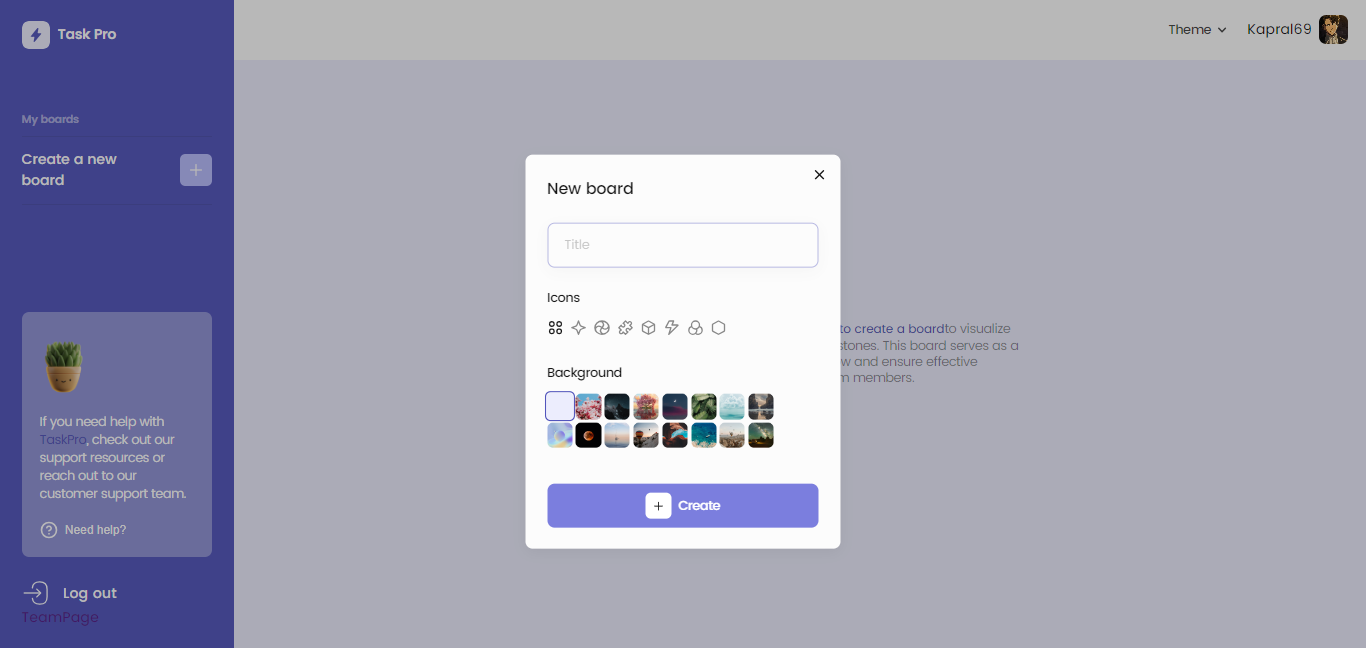 Task Pro
Theme
Kapral69
My boards
Create a new
board
If you need help with
TaskPro, check out our
support resources or
reach out to our
customer support team.
Need help?
Log out
TeamPage
New board
Title
Icons
Background
Create
to create a boardto visualize
stones. This board serves as a
and ensure effective
members.